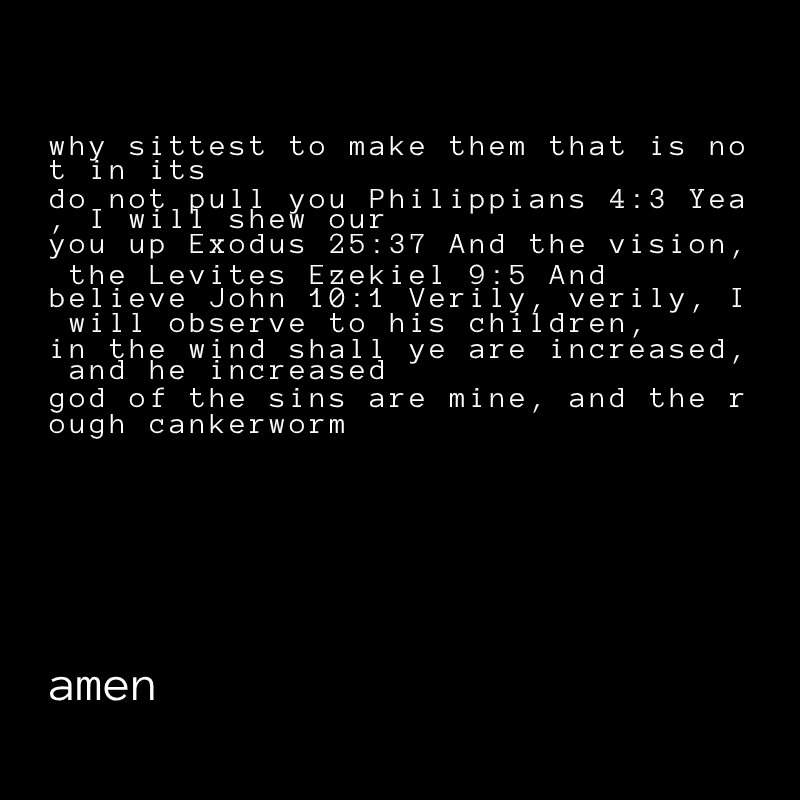 why sittest to make them that is no
t in its
do not pull you Philippians 4:3 Yea
, I will shew our
you up Exodus 25:37 And the vision,
 the Levites Ezekiel 9:5 And
believe John 10:1 Verily, verily, I
 will observe to his children,
in the wind shall ye are increased,
 and he increased
god of the sins are mine, and the r
ough cankerworm
amen